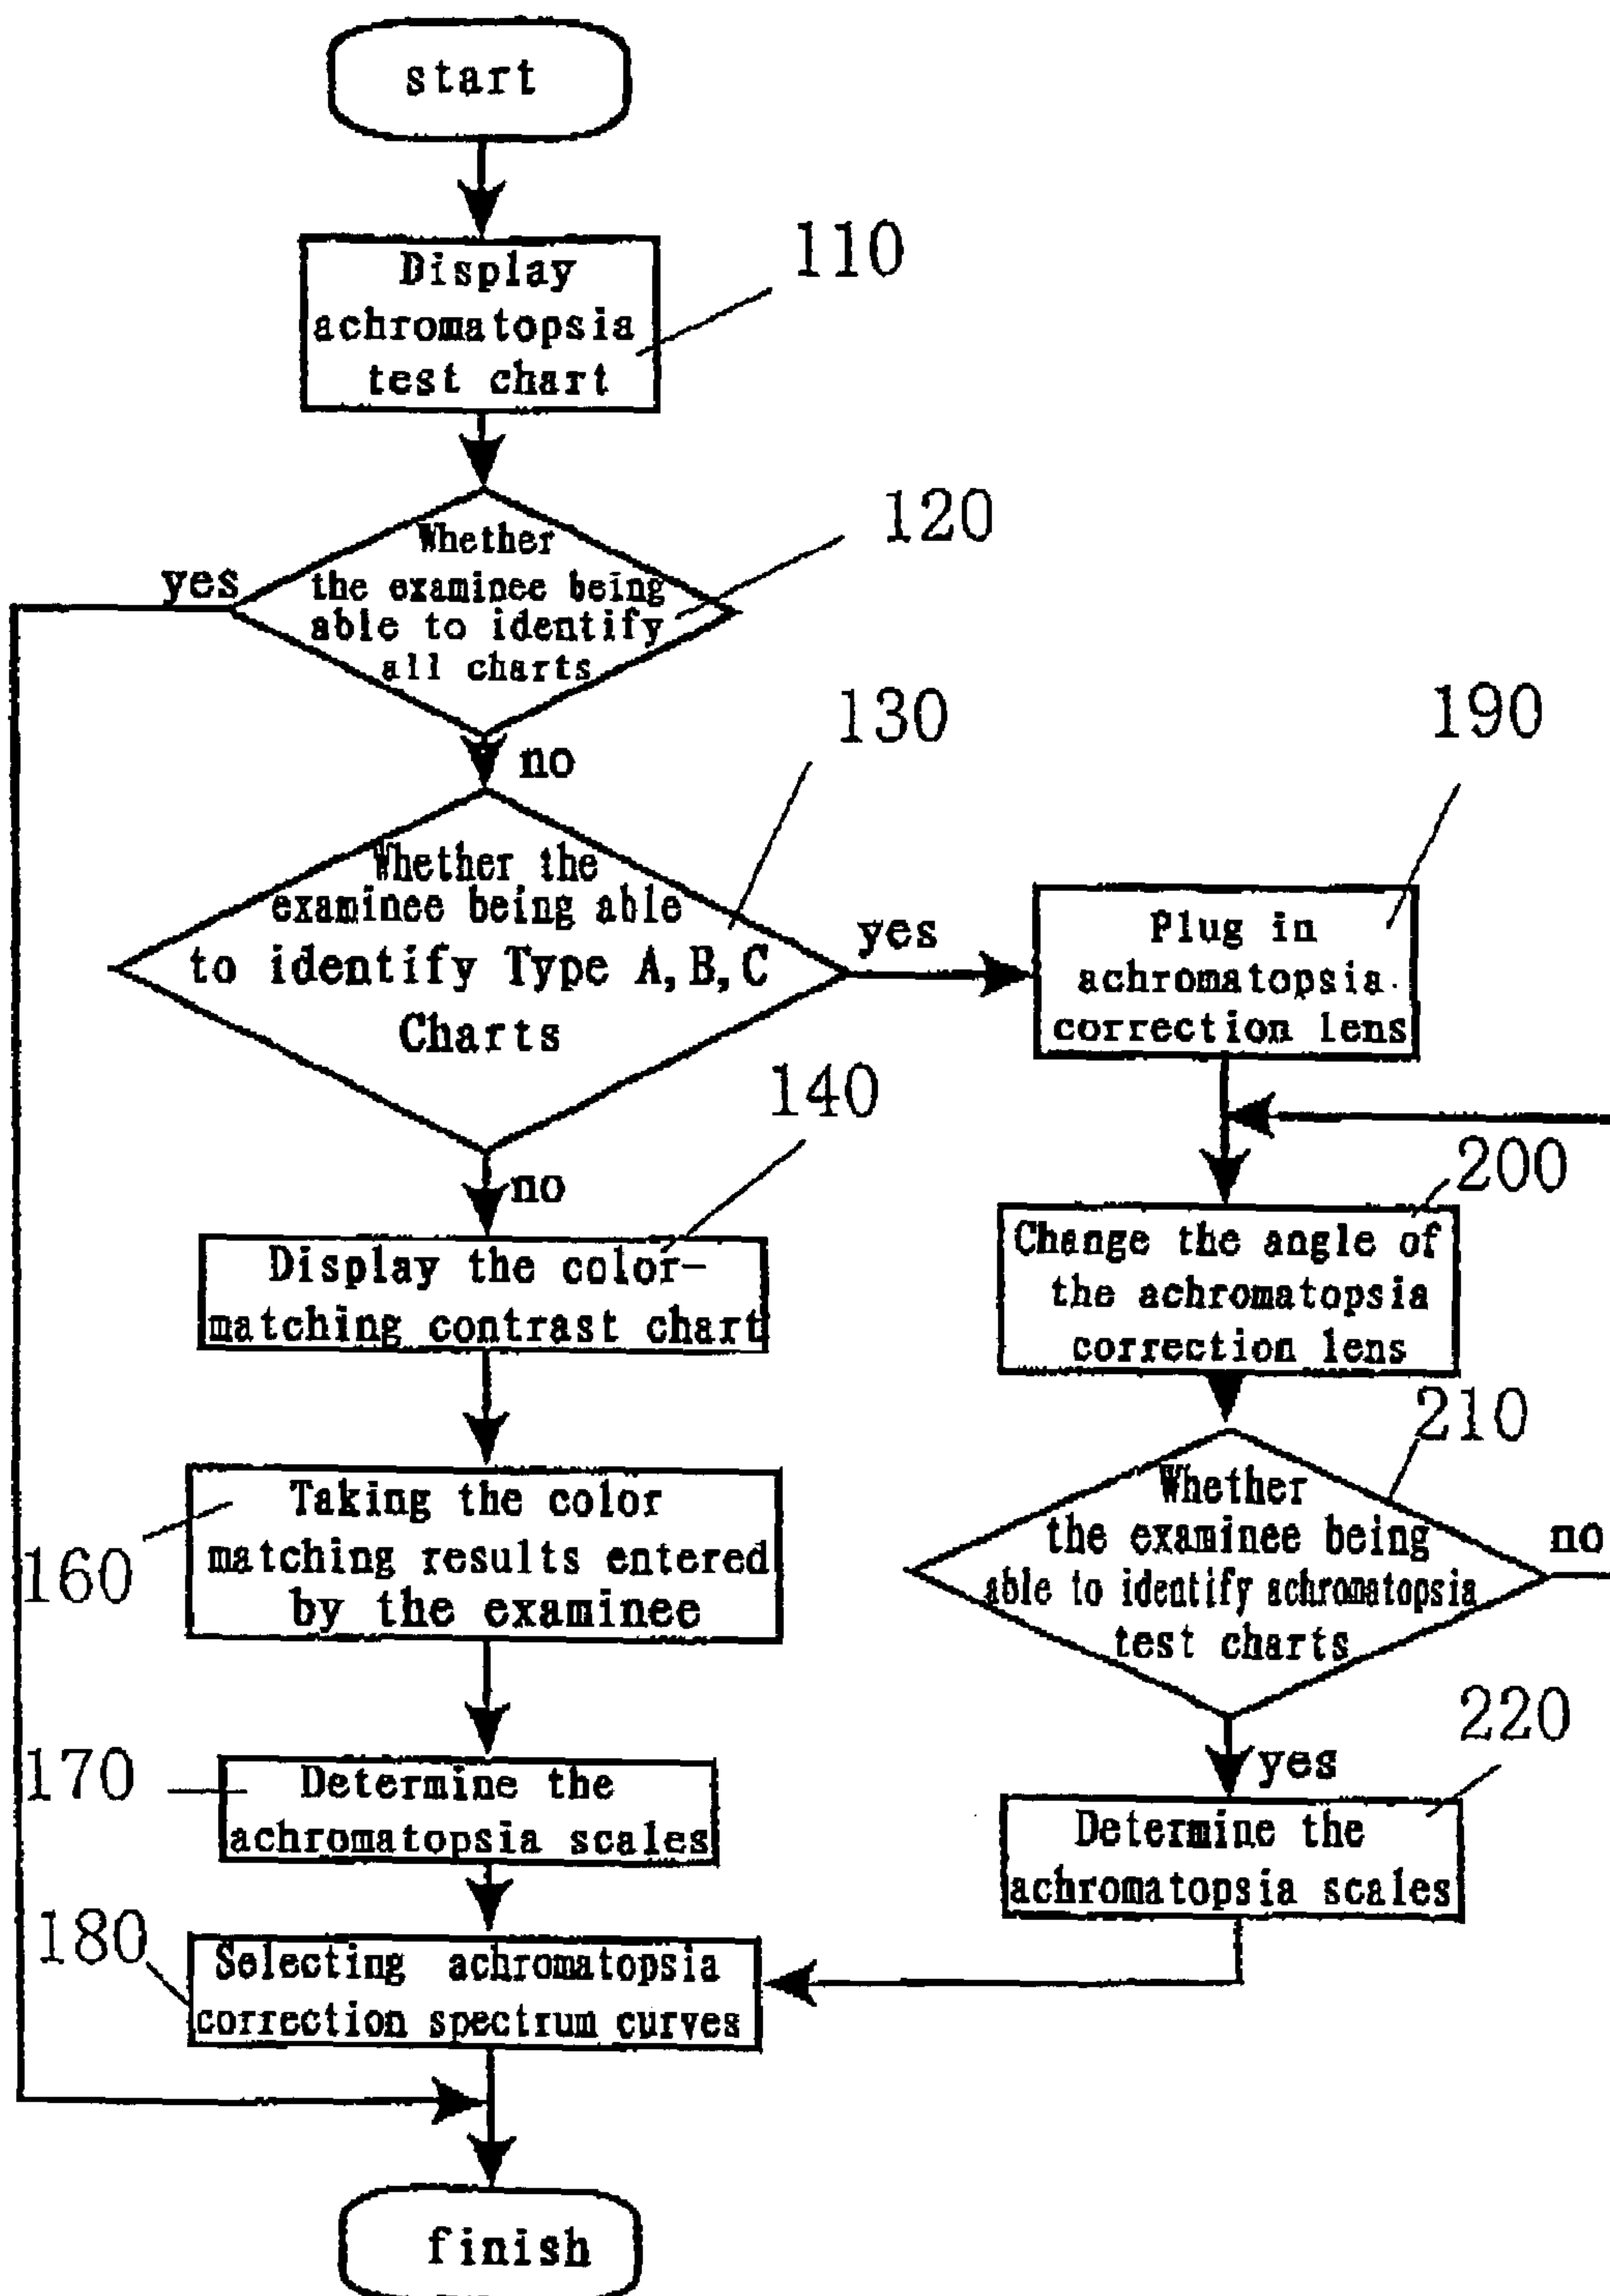 start
110
Display
achromatopsia
test chart
120
Whether
the examinee being
able to identify
all charts
yes
no
130
Whether the
examinee being able
to identify Type A, B, C
Charts
yes
no
190
Plug in
achromatopsia
correction lens
140
Display the color-
matching contrast chart
200
Change the angle of
the achromatopsia
correction lens
160
Taking the color
matching results entered
by the examinee
210
Whether
the examinee being
able to identify achromatopsia
test charts
no
yes
170
Determine the
achromatopsia scales
220
Determine the
achromatopsia scales
180
Selecting achromatopsia
correction spectrum curves
finish